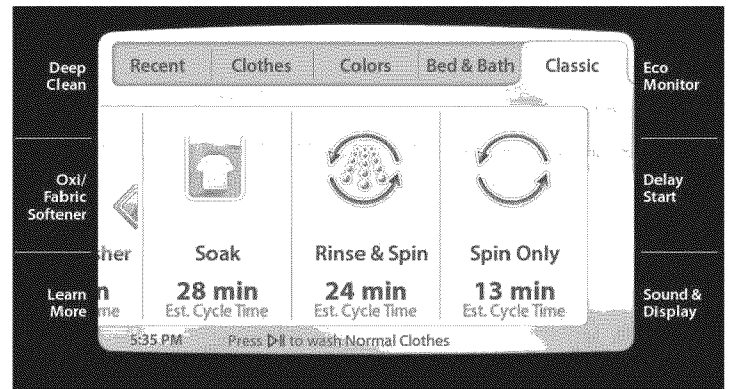 Deep
Clean
Oxi/
Fabric
Softener
Learn
More
Recent
Clothes
Colors
Bed & Bath
Classic
sher
n
me
Soak
28 min
Est. Cycle Time
Rinse & Spin
24 min
Est. Cycle Time
Spin Only
13 min
Est. Cycle Time
5:35 PM
Press to wash Normal Clothes
Eco
Monitor
Delay
Start
Sound &
Display